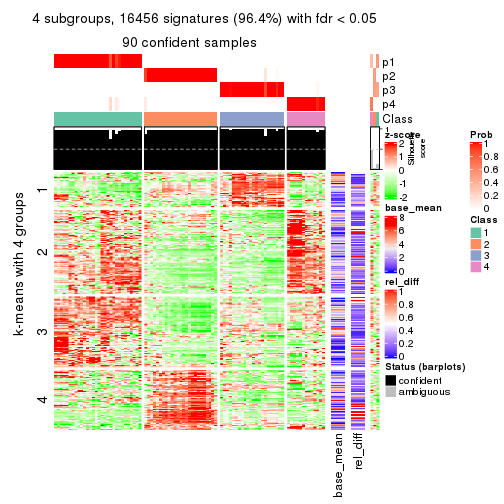 4 subgroups, 16456 signatures (96.4%) with fdr < 0.05
90 confident samples
p1
p2
p3
p4
Class
1
Silhouette
score
k-means with 4 groups
1
2
3
4
base_mean
rel_diff
z-score
2
1
0
-1
-2
base_mean
8
6
4
2
0
rel_diff
1
0.8
0.6
0.4
0.2
0
Status (barplots)
confident
ambiguous
Prob
1
0.8
0.6
0.4
0.2
0
Class
1
2
3
4